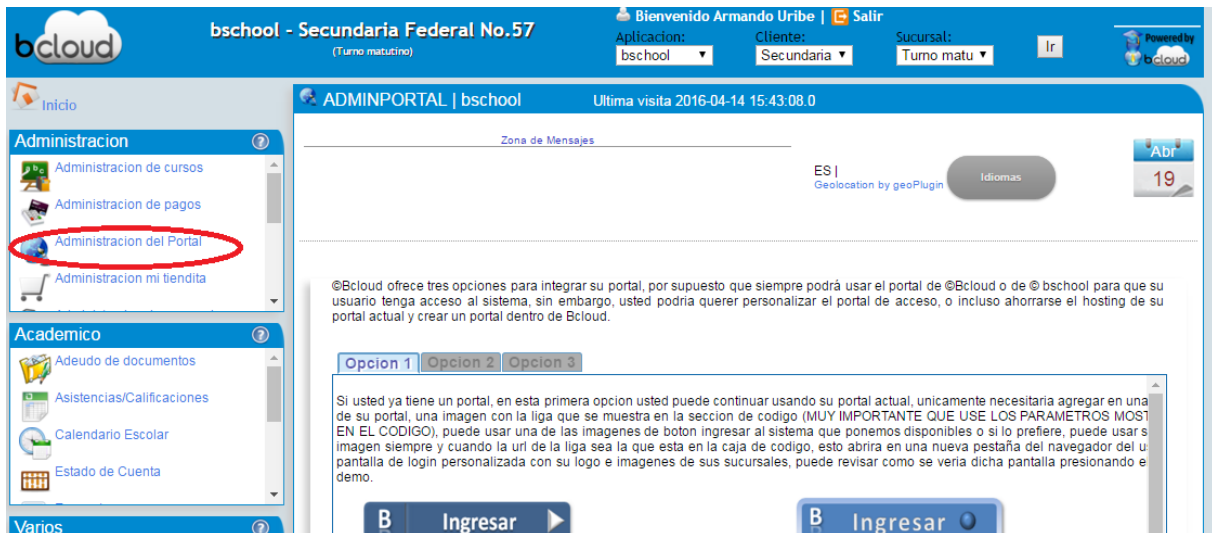 bcloud
bschool - Secundaria Federal No.57
(Turno matutino)
Bienvenido Armando Uribe | Salir
Aplicacion: Cliente: Sucursal:
bschool Secundaria Turno matu Ir
Powered by
bcloud
Inicio
ADMINPORTAL | bschool Ultima visita 2016-04-14 15:43:08.0
Administracion
Administracion de cursos
Administracion de pagos
Administracion del Portal
Administracion mi tiendita
Zona de Mensajes
ES |
Geolocation by geoPlugin
Idiomas
Abr
19
©Bcloud ofrece tres opciones para integrar su portal, por supuesto que siempre podrá usar el portal de ©Bcloud o de © bschool para que su
usuario tenga acceso al sistema, sin embargo, usted podria querer personalizar el portal de acceso, o incluso ahorrarse el hosting de su
portal actual y crear un portal dentro de Bcloud.
Academico
Adeudo de documentos
Asistencias/Calificaciones
Calendario Escolar
Estado de Cuenta
Opcion 1 Opcion 2 Opcion 3
Si usted ya tiene un portal, en esta primera opcion usted puede continuar usando su portal actual, unicamente necesitaria agregar en una
de su portal, una imagen con la liga que se muestra en la seccion de codigo (MUY IMPORTANTE QUE USE LOS PARAMETROS MOST
EN EL CODIGO), puede usar una de las imagenes de boton ingresar al sistema que ponemos disponibles o si lo prefiere, puede usar s
imagen siempre y cuando la url de la liga sea la que esta en la caja de codigo, esto abrira en una nueva pestaña del navegador del u
pantalla de login personalizada con su logo e imagenes de sus sucursales, puede revisar como se veria dicha pantalla presionando e
demo.
B Ingresar
B Ingresar
Varios